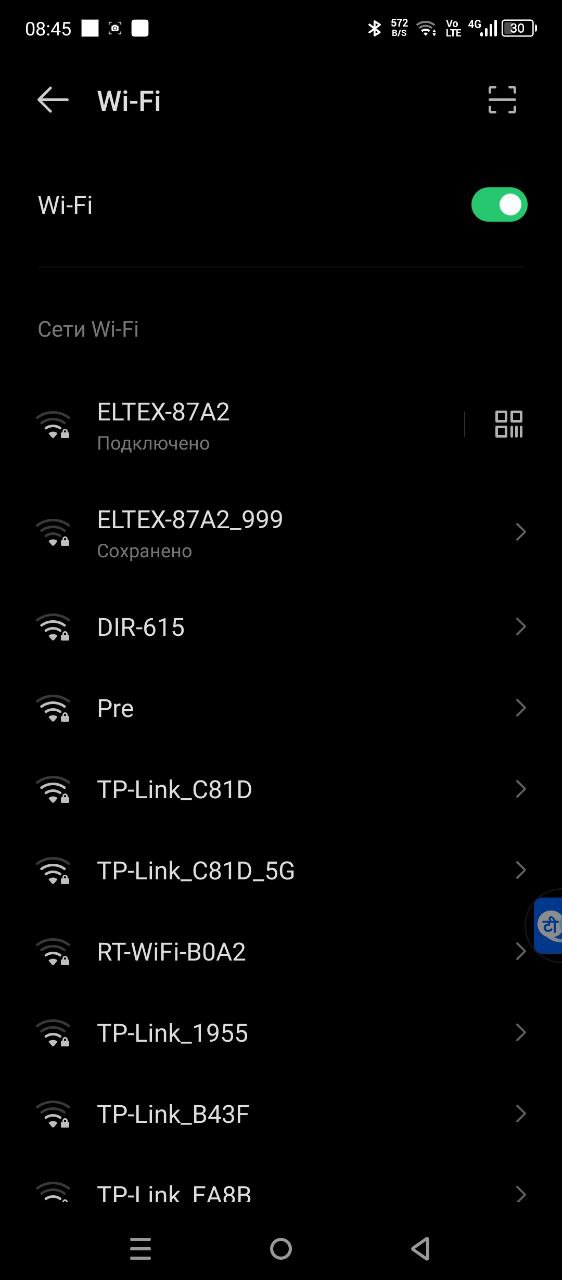 08:45 572 B/S Vo LTE 4G 30
Wi-Fi
Wi-Fi
Сети Wi-Fi
ELTEX-87A2
Подключено
ELTEX-87A2_999
Сохранено
DIR-615
Pre
TP-Link_C81D
TP-Link_C81D_5G
टी
RT-WiFi-B0A2
TP-Link_1955
TP-Link_B43F
TP-Link_EA8B